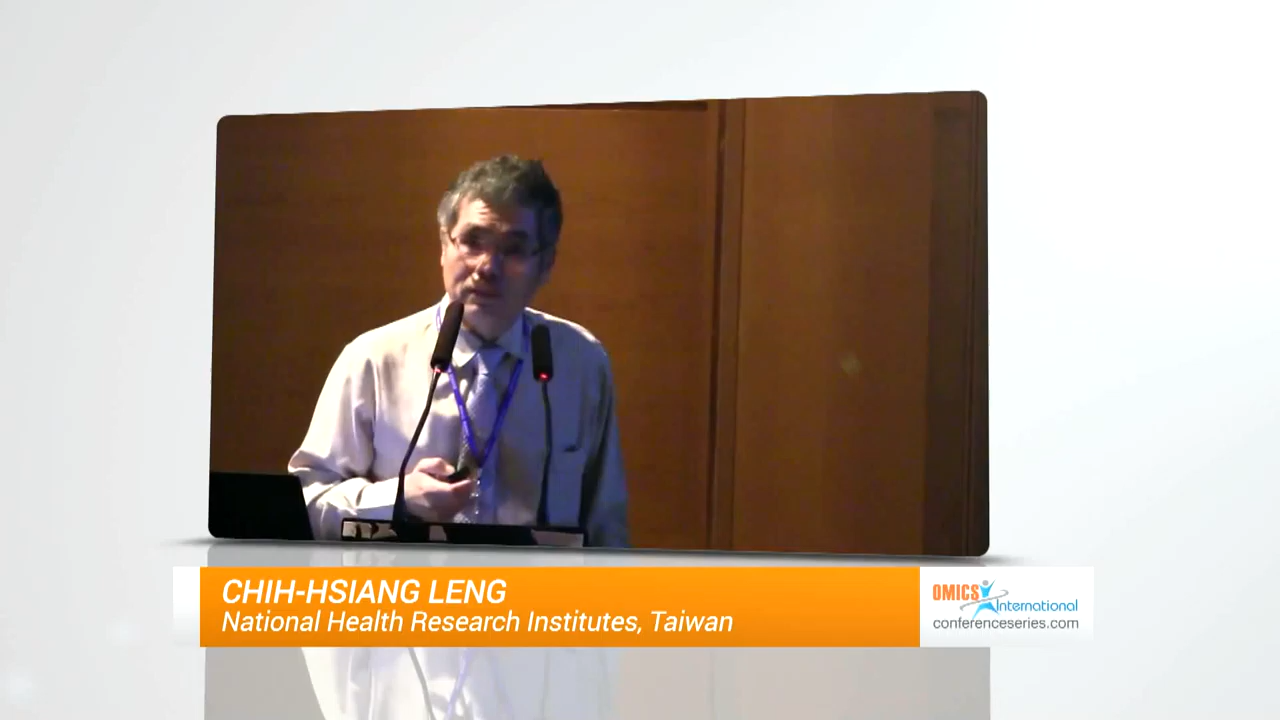 CHIH-HSIANG LENG
National Health Research Institutes, Taiwan
OMICS
International
conferenceseries.com